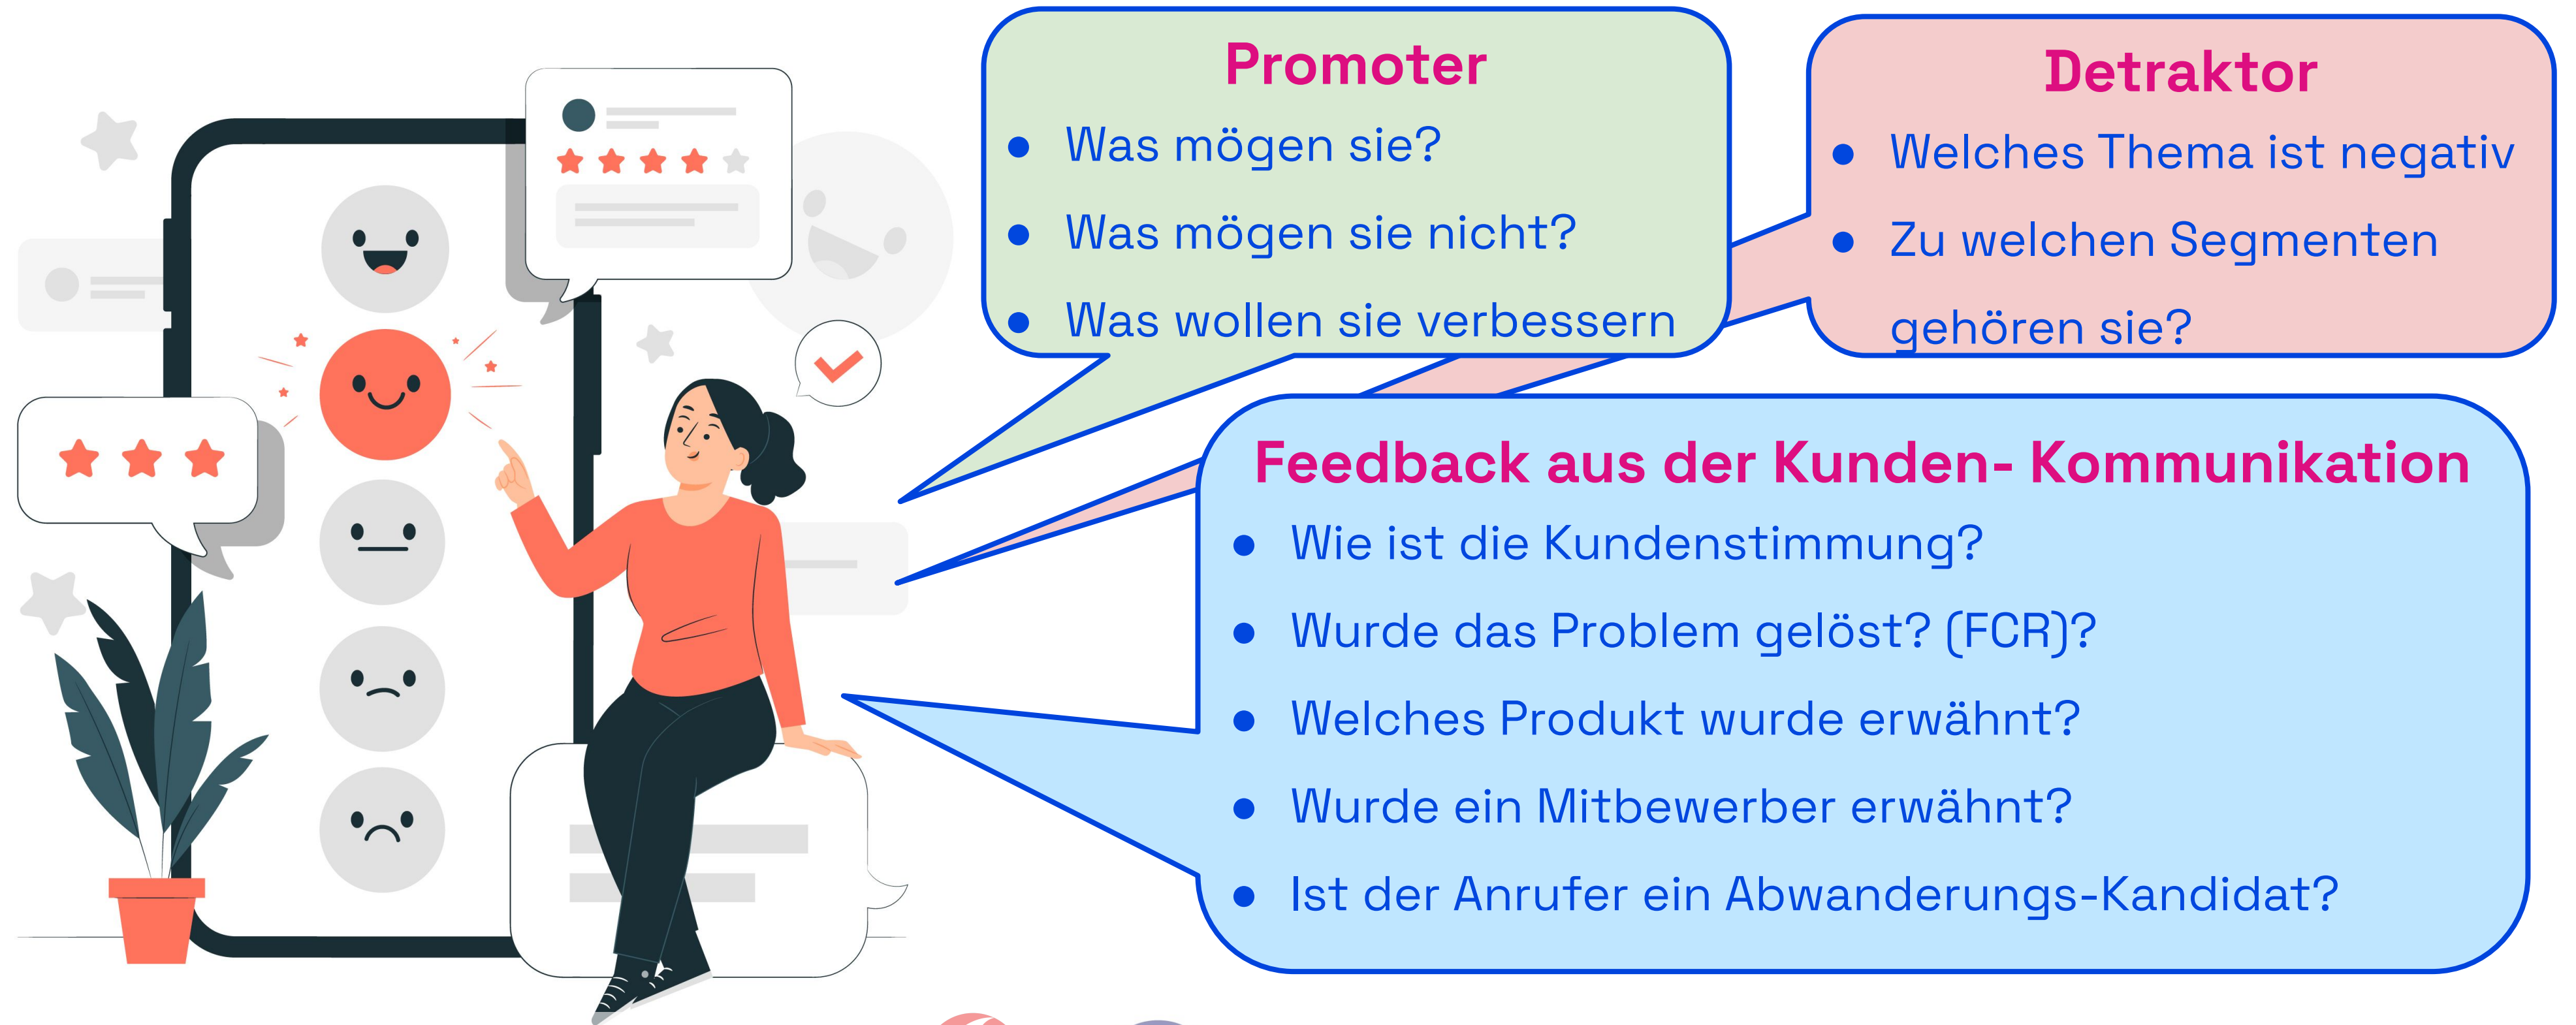 Promoter
Was mögen sie?
Was mögen sie nicht?
Was wollen sie verbessern
Detraktor
Welches Thema ist negativ
Zu welchen Segmenten
gehören sie?
Feedback aus der Kunden- Kommunikation
Wie ist die Kundenstimmung?
Wurde das Problem gelöst? (FCR)?
Welches Produkt wurde erwähnt?
Wurde ein Mitbewerber erwähnt?
Ist der Anrufer ein Abwanderungs-Kandidat?